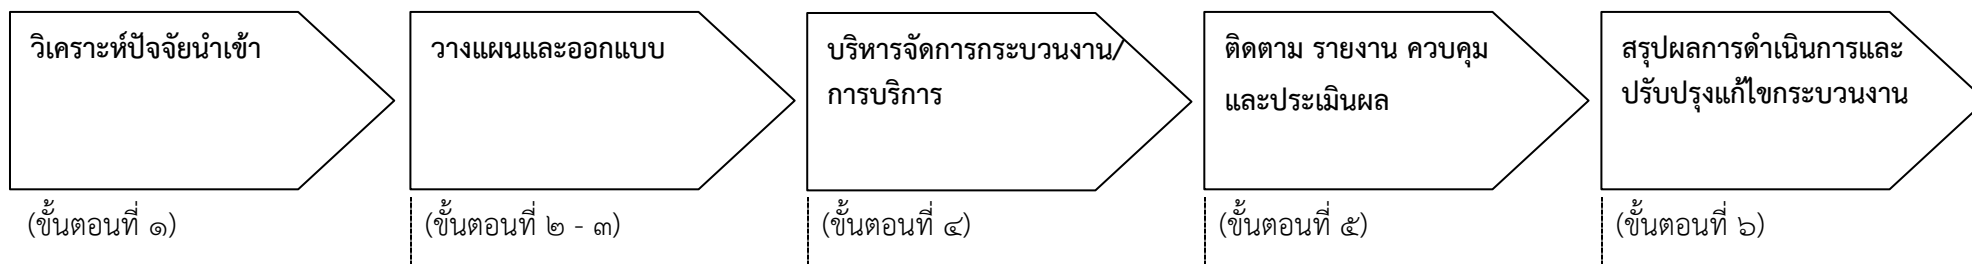 วิเคราะห์ปัจจัยนำเข้า
(ขั้นตอนที่ ๑)
วางแผนและออกแบบ
(ขั้นตอนที่ ๒ - ๓)
บริหารจัดการกระบวนงาน/
การบริการ
(ขั้นตอนที่ ๔)
ติดตาม รายงาน ควบคุม
และประเมินผล
(ขั้นตอนที่ ๕)
สรุปผลการดำเนินการและ
ปรับปรุงแก้ไขกระบวนงาน
(ขั้นตอนที่ ๖)